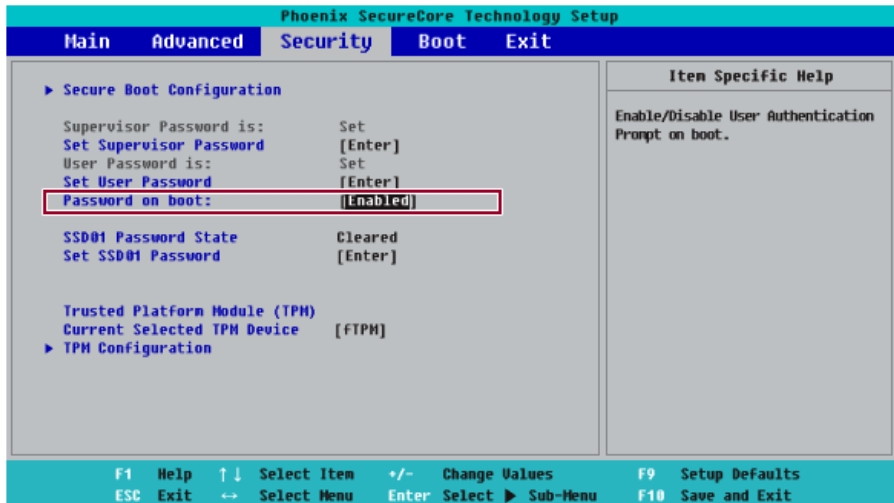 Phoenix SecureCore Technology Setup
Main Advanced Security Boot Exit
Item Specific Help
▶ Secure Boot Configuration
Enable/Disable User Authentication
Prompt on boot.
Supervisor Password is: Set
Set Supervisor Password [Enter]
User Password is: Set
Set User Password [Enter]
Password on boot: [Enabled]
SSD01 Password State Cleared
Set SSD01 Password [Enter]
Trusted Platform Module (TPM)
Current Selected TPM Device [fTPM]
▶ TPM Configuration
F1 Help ↑↓ Select Item +/- Change Values F9 Setup Defaults
ESC Exit ↔ Select Menu Enter Select ▶ Sub-Menu F10 Save and Exit